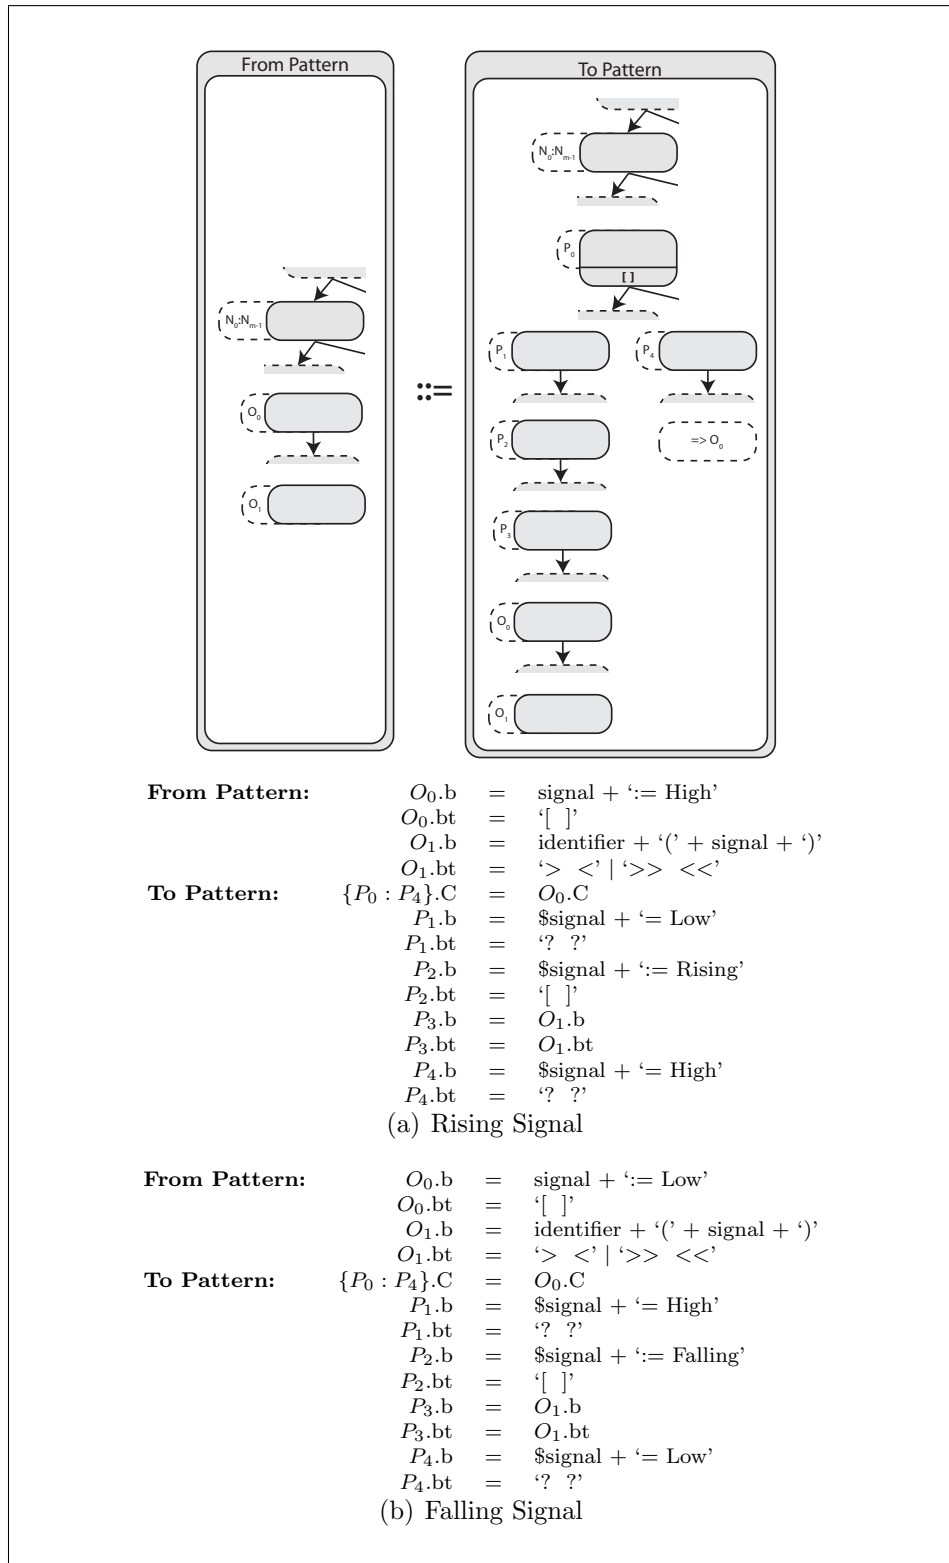 From Pattern
To Pattern
N0:Nm-1
P0
[ ]
N0:Nm-1
P1
P4
O0
P2
=> O0
O1
P3
O0
O1
::=
From Pattern: O0.b = signal + ‘:= High’
O0.bt = ‘[ ]’
O1.b = identifier + ‘(’ + signal + ‘)’
O1.bt = ‘> <’ | ‘>> <<’
To Pattern: {P0 : P4}.C = O0.C
P1.b = $signal + ‘= Low’
P1.bt = ‘? ?’
P2.b = $signal + ‘:= Rising’
P2.bt = ‘[ ]’
P3.b = O1.b
P3.bt = O1.bt
P4.b = $signal + ‘= High’
P4.bt = ‘? ?’
(a) Rising Signal
From Pattern: O0.b = signal + ‘:= Low’
O0.bt = ‘[ ]’
O1.b = identifier + ‘(’ + signal + ‘)’
O1.bt = ‘> <’ | ‘>> <<’
To Pattern: {P0 : P4}.C = O0.C
P1.b = $signal + ‘= High’
P1.bt = ‘? ?’
P2.b = $signal + ‘:= Falling’
P2.bt = ‘[ ]’
P3.b = O1.b
P3.bt = O1.bt
P4.b = $signal + ‘= Low’
P4.bt = ‘? ?’
(b) Falling Signal